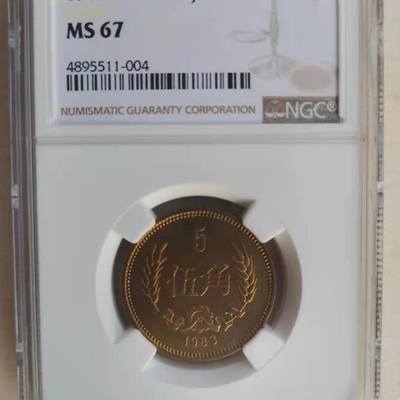 MS 67
4895511-004
NUMISMATIC GUARANTY CORPORATION
NGC®
5
伍角
1983